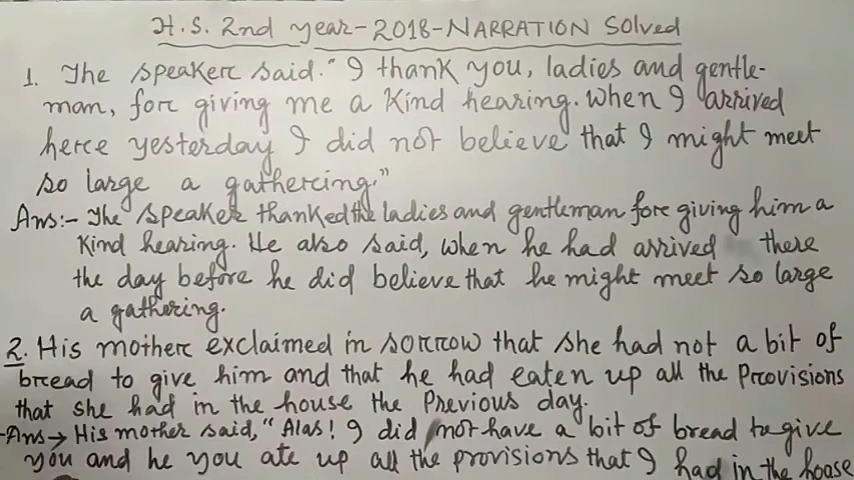 H.S. 2nd year-2018-NARRATION Solved
1. The speaker said." I thank you, ladies and gentle-
man, for giving me a kind hearing. When I arrived
here yesterday I did not believe that I might meet
so large a gathering."
Ans:- The speaker thanked the ladies and gentleman for giving him a
kind hearing. He also said, when he had arrived there
the day before he did believe that he might meet so large
a gathering.
2. His mother exclaimed in sorrow that she had not a bit of
bread to give him and that he had eaten up all the Provisions
that she had in the house the Previous day.
Ans→ His mother said, "Alas! I did not have a bit of bread to give
you and he you ate up all the provisions that I had in the house